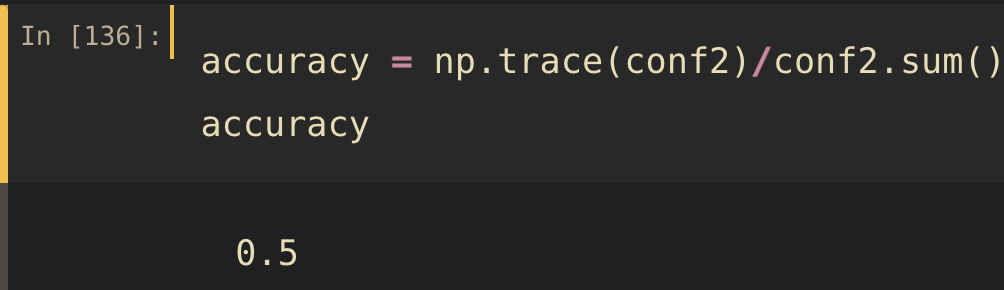 In [136]:
accuracy = np.trace(conf2)/conf2.sum()
accuracy
0.5